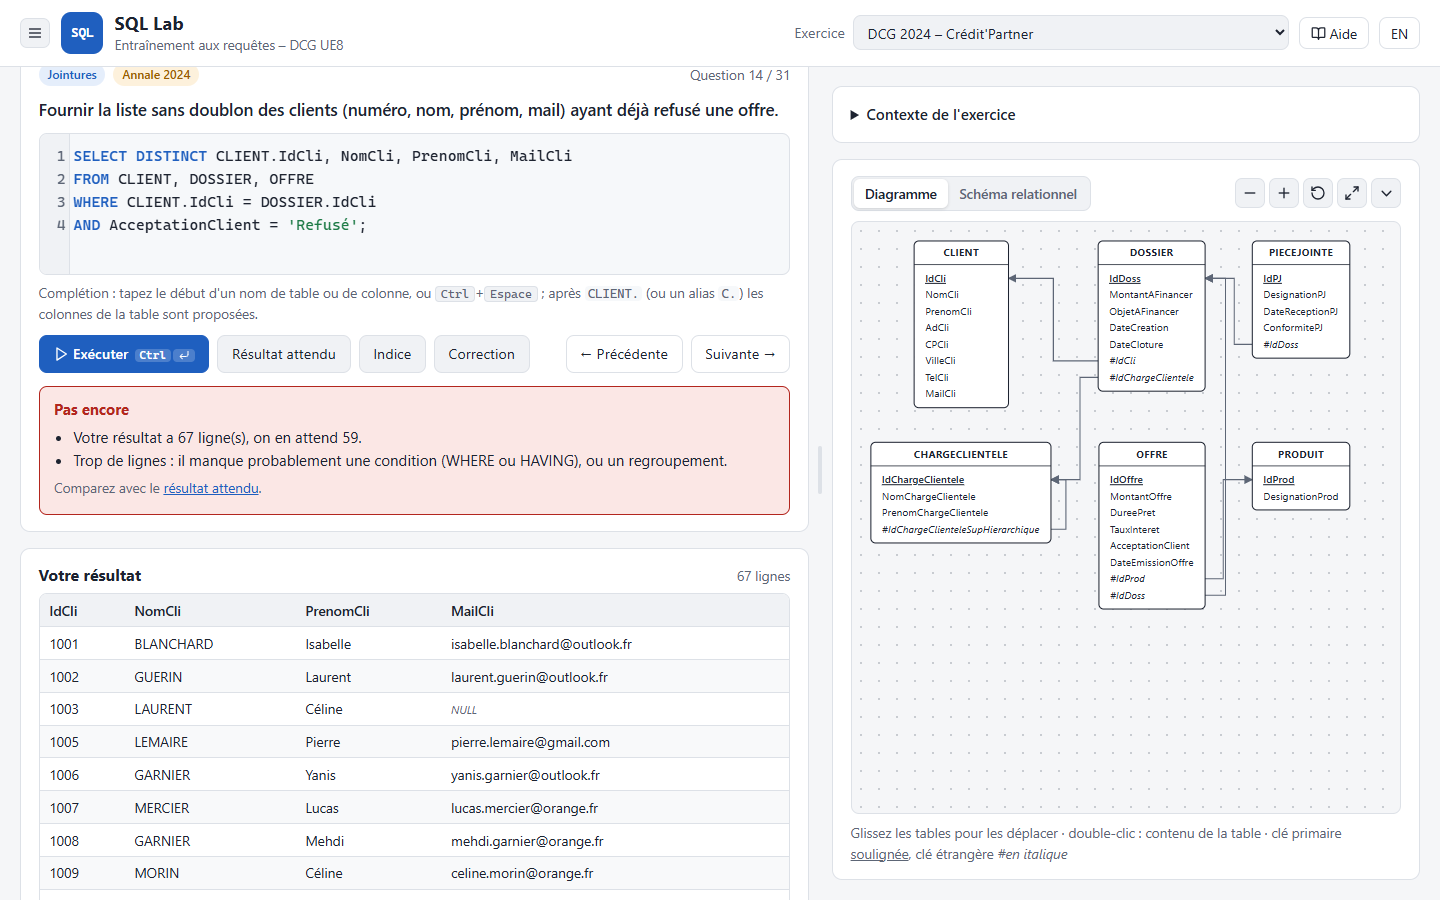 SQL
SQL Lab
Entraînement aux requêtes – DCG UE8
Exercice
DCG 2024 – Crédit'Partner
Aide
EN
Jointures
Annale 2024
Question 14 / 31
Fournir la liste sans doublon des clients (numéro, nom, prénom, mail) ayant déjà refusé une offre.
1 SELECT DISTINCT CLIENT.IdCli, NomCli, PrenomCli, MailCli
2 FROM CLIENT, DOSSIER, OFFRE
3 WHERE CLIENT.IdCli = DOSSIER.IdCli
4 AND AcceptationClient = 'Refusé';
Complétion : tapez le début d'un nom de table ou de colonne, ou Ctrl+Espace ; après CLIENT. (ou un alias C.) les
colonnes de la table sont proposées.
Exécuter Ctrl ↵
Résultat attendu
Indice
Correction
← Précédente
Suivante →
Pas encore
• Votre résultat a 67 ligne(s), on en attend 59.
• Trop de lignes : il manque probablement une condition (WHERE ou HAVING), ou un regroupement.
Comparez avec le résultat attendu.
Votre résultat
67 lignes
IdCli NomCli PrenomCli MailCli
1001 BLANCHARD Isabelle isabelle.blanchard@outlook.fr
1002 GUERIN Laurent laurent.guerin@outlook.fr
1003 LAURENT Céline NULL
1005 LEMAIRE Pierre pierre.lemaire@gmail.com
1006 GARNIER Yanis yanis.garnier@outlook.fr
1007 MERCIER Lucas lucas.mercier@orange.fr
1008 GARNIER Mehdi mehdi.garnier@orange.fr
1009 MORIN Céline celine.morin@orange.fr
▶ Contexte de l'exercice
Diagramme
Schéma relationnel
CLIENT
IdCli
NomCli
PrenomCli
AdCli
CPCli
VilleCli
TelCli
MailCli
DOSSIER
IdDoss
MontantAFinancer
ObjetAFinancer
DateCreation
DateCloture
#IdCli
#IdChargeClientele
PIECEJOINTE
IdPJ
DesignationPJ
DateReceptionPJ
ConformitePJ
#IdDoss
CHARGECLIENTELE
IdChargeClientele
NomChargeClientele
PrenomChargeClientele
#IdChargeClienteleSupHierarchique
OFFRE
IdOffre
MontantOffre
DureePret
TauxInteret
AcceptationClient
DateEmissionOffre
#IdProd
#IdDoss
PRODUIT
IdProd
DesignationProd
Glissez les tables pour les déplacer · double-clic : contenu de la table · clé primaire
soulignée, clé étrangère #en italique